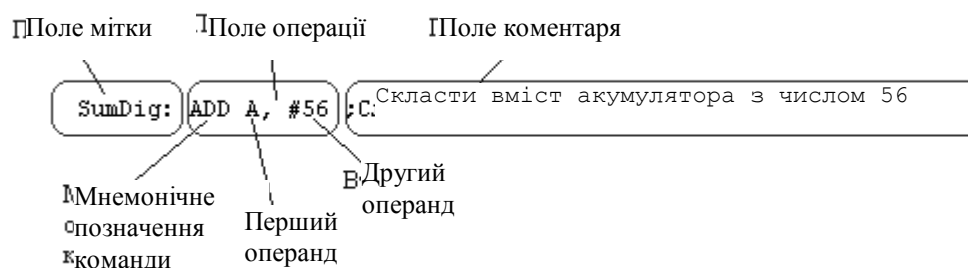 Поле мітки Поле операції Поле коментаря
SumDig: ADD A, #56 ;Скласти вміст акумулятора з числом 56
Другий
операнд
Мнемонічне
позначення
команди
Перший
операнд